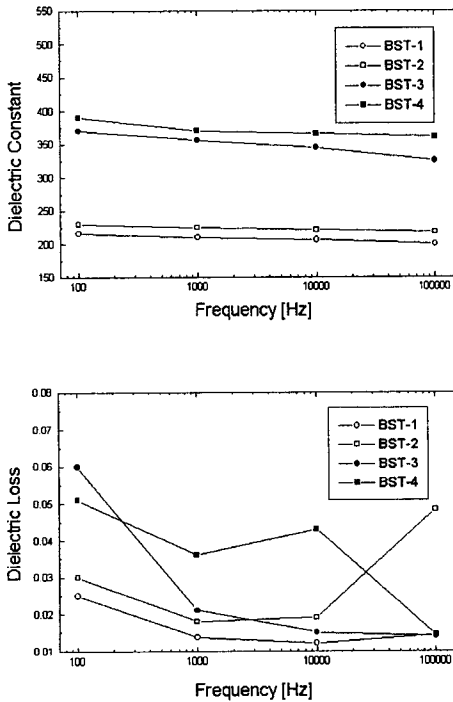 550
500
450
400
350
300
250
200
150
Dielectric Constant
BST-1
BST-2
BST-3
BST-4
100
1000
10000
100000
Frequency [Hz]
0.08
0.07
0.06
0.05
0.04
0.03
0.02
0.01
Dielectric Loss
BST-1
BST-2
BST-3
BST-4
100
1000
10000
100000
Frequency [Hz]